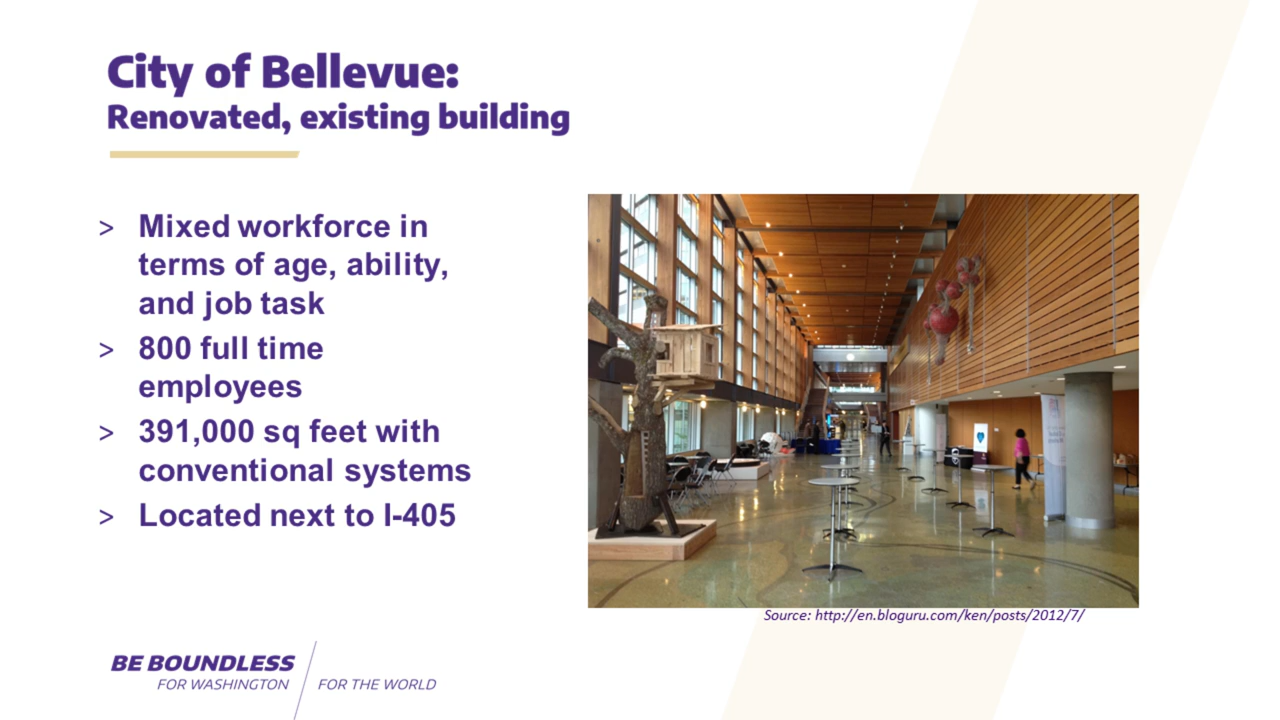 City of Bellevue:
Renovated, existing building
> Mixed workforce in
terms of age, ability,
and job task
> 800 full time
employees
> 391,000 sq feet with
conventional systems
> Located next to I-405
Source: http://en.bloguru.com/ken/posts/2012/7/
BE BOUNDLESS
FOR WASHINGTON FOR THE WORLD